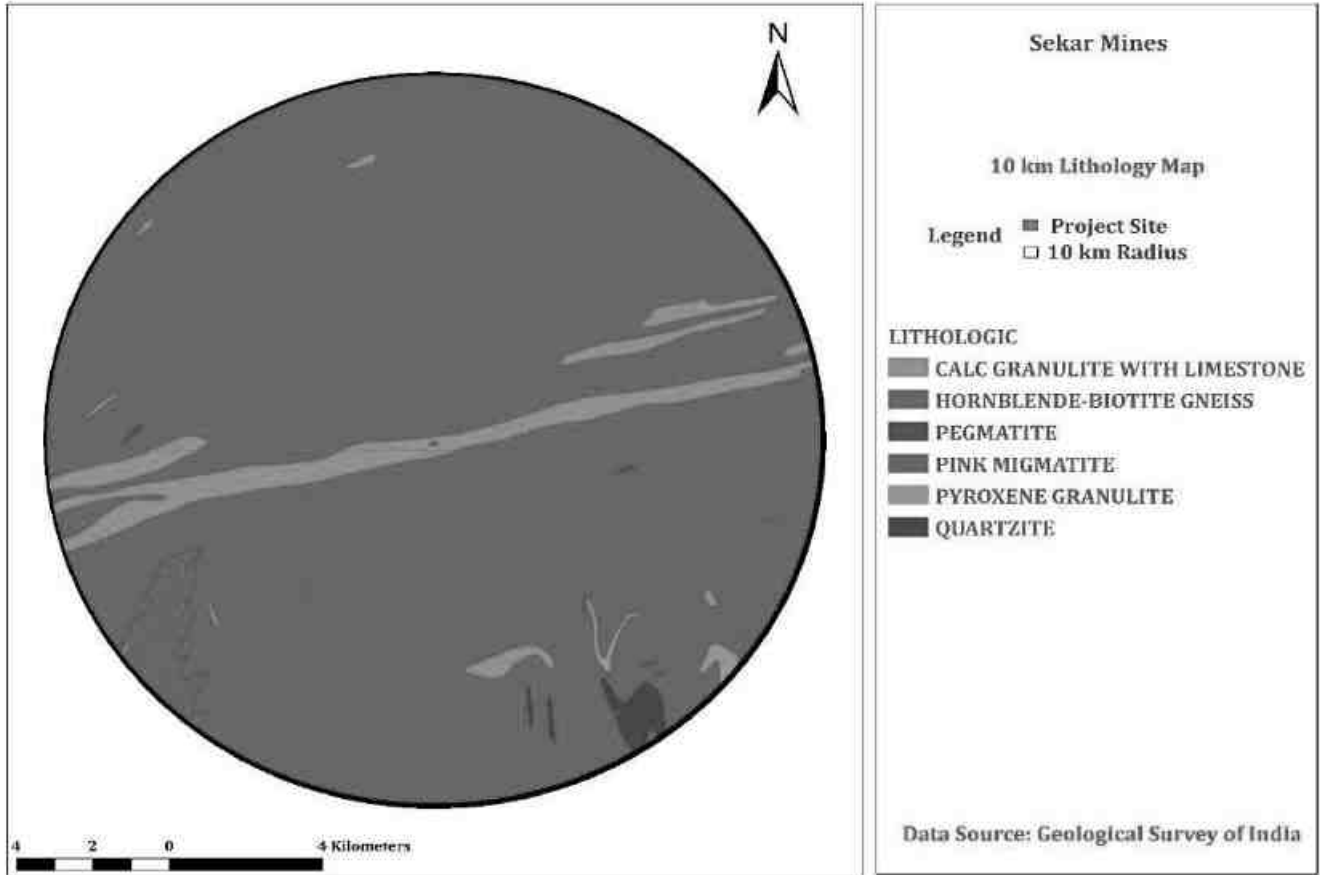 N
Sekar Mines
10 km Lithology Map
Legend
Project Site
10 km Radius
LITHOLOGIC
CALC GRANULITE WITH LIMESTONE
HORNBLENDE-BIOTITE GNEISS
PEGMATITE
PINK MIGMATITE
PYROXENE GRANULITE
QUARTZITE
4 2 0 4 Kilometers
Data Source: Geological Survey of India